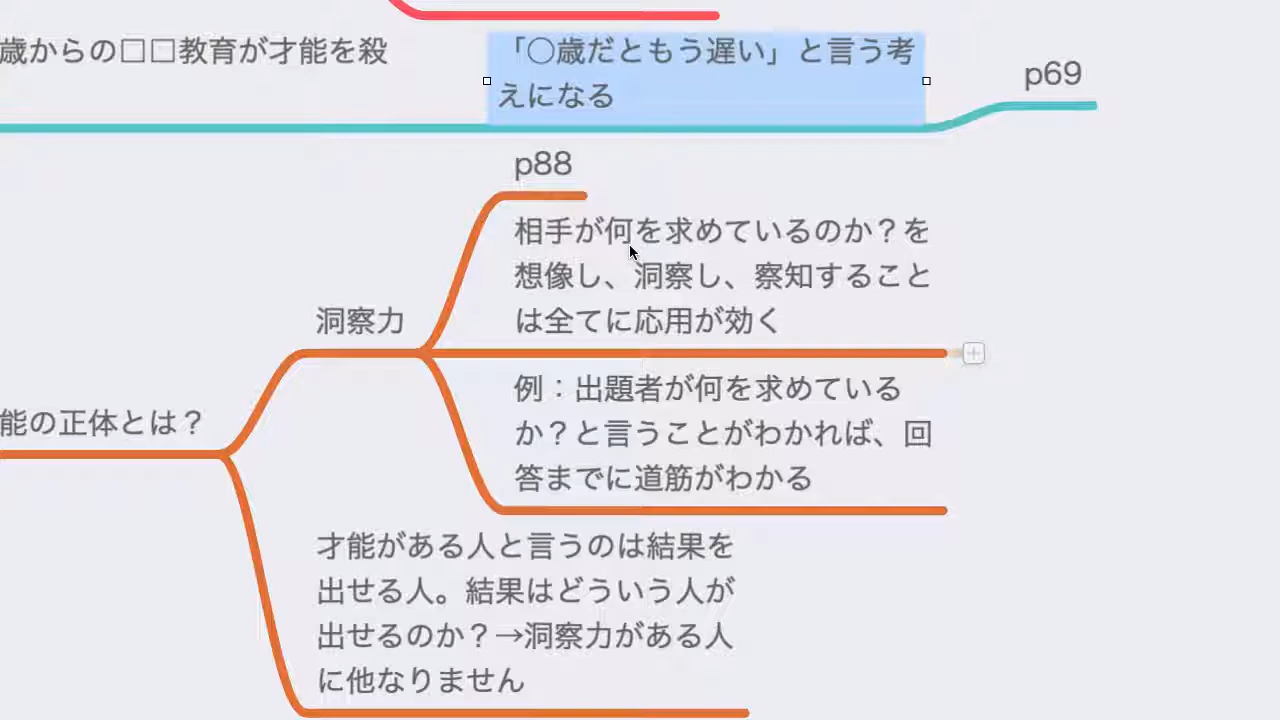 歳からの□□教育が才能を殺
「○歳だともう遅い」と言う考
えになる
p69
p88
相手が何を求めているのか？を
想像し、洞察し、察知すること
は全てに応用が効く
洞察力
例：出題者が何を求めている
か？と言うことがわかれば、回
答までに道筋がわかる
能の正体とは？
才能がある人と言うのは結果を
出せる人。結果はどういう人が
出せるのか？→洞察力がある人
に他なりません